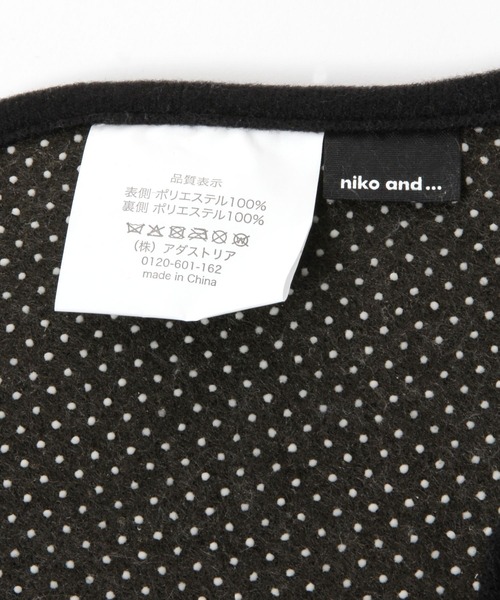 品質表示
表側 ポリエステル100%
裏側 ポリエステル100%
(株) アダストリア
0120-601-162
made in China
niko and ...